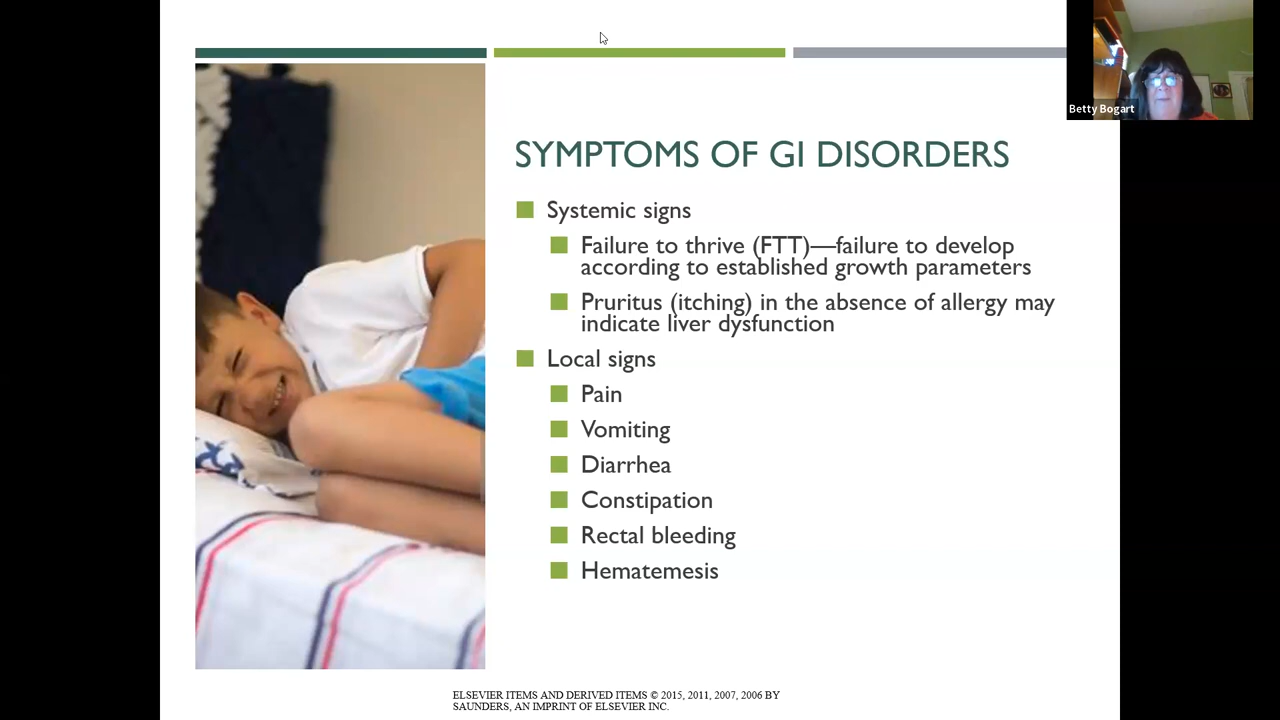 Betty Bogart
SYMPTOMS OF GI DISORDERS
Systemic signs
Failure to thrive (FTT)—failure to develop
according to established growth parameters
Pruritus (itching) in the absence of allergy may
indicate liver dysfunction
Local signs
Pain
Vomiting
Diarrhea
Constipation
Rectal bleeding
Hematemesis
ELSEVIER ITEMS AND DERIVED ITEMS © 2015, 2011, 2007, 2006 BY
SAUNDERS, AN IMPRINT OF ELSEVIER INC.